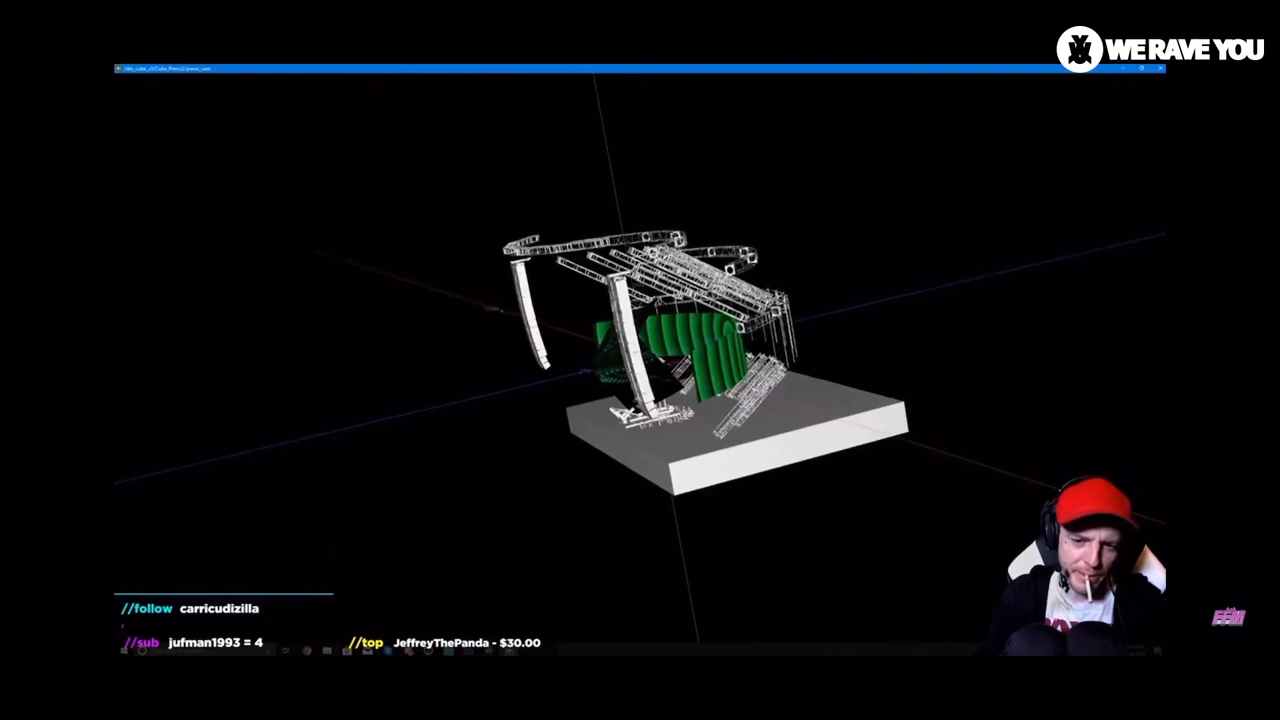 WE RAVE YOU
//follow carricudizilla
//sub jufman1993 = 4
//top JeffreyThePanda - $30.00